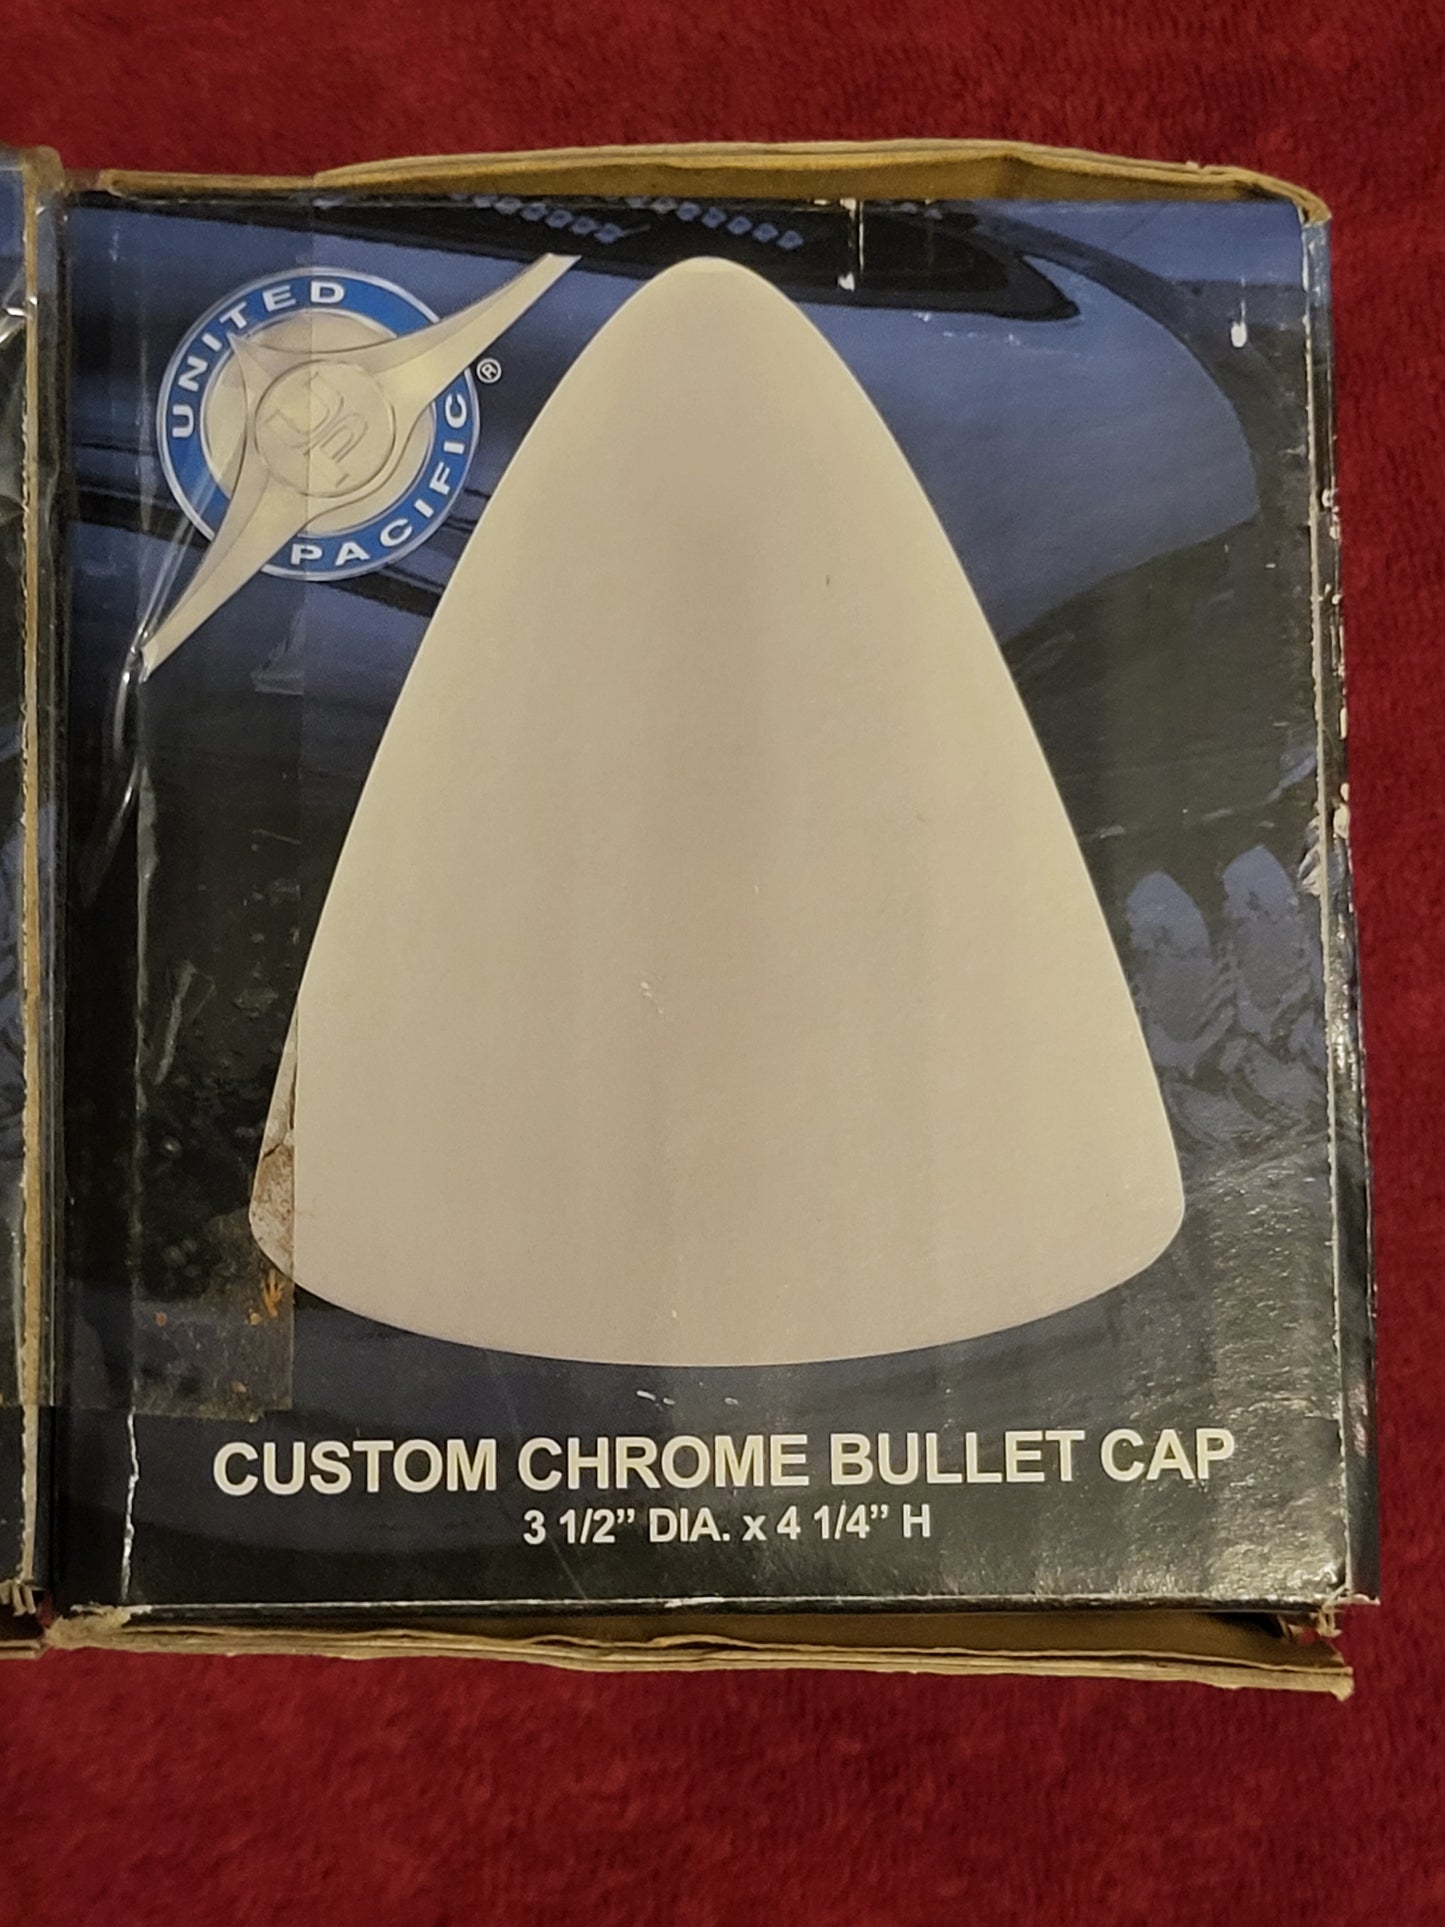 UNITED
PACIFIC
®
CUSTOM CHROME BULLET CAP
3 1/2” DIA. x 4 1/4” H